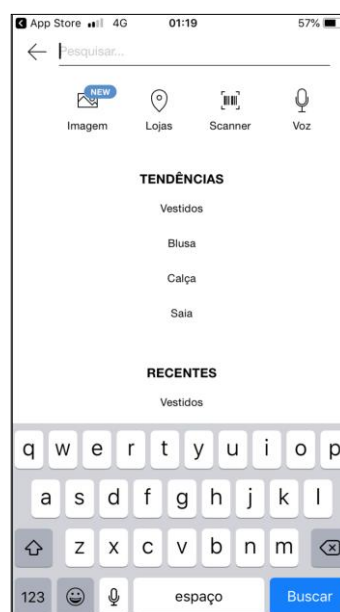 App Store 4G 01:19 57%
Pesquisar...
NEW
Imagem Lojas Scanner Voz
TENDÊNCIAS
Vestidos
Blusa
Calça
Saia
RECENTES
Vestidos
q w e r t y u i o p
a s d f g h j k l
z x c v b n m
123 espaço Buscar